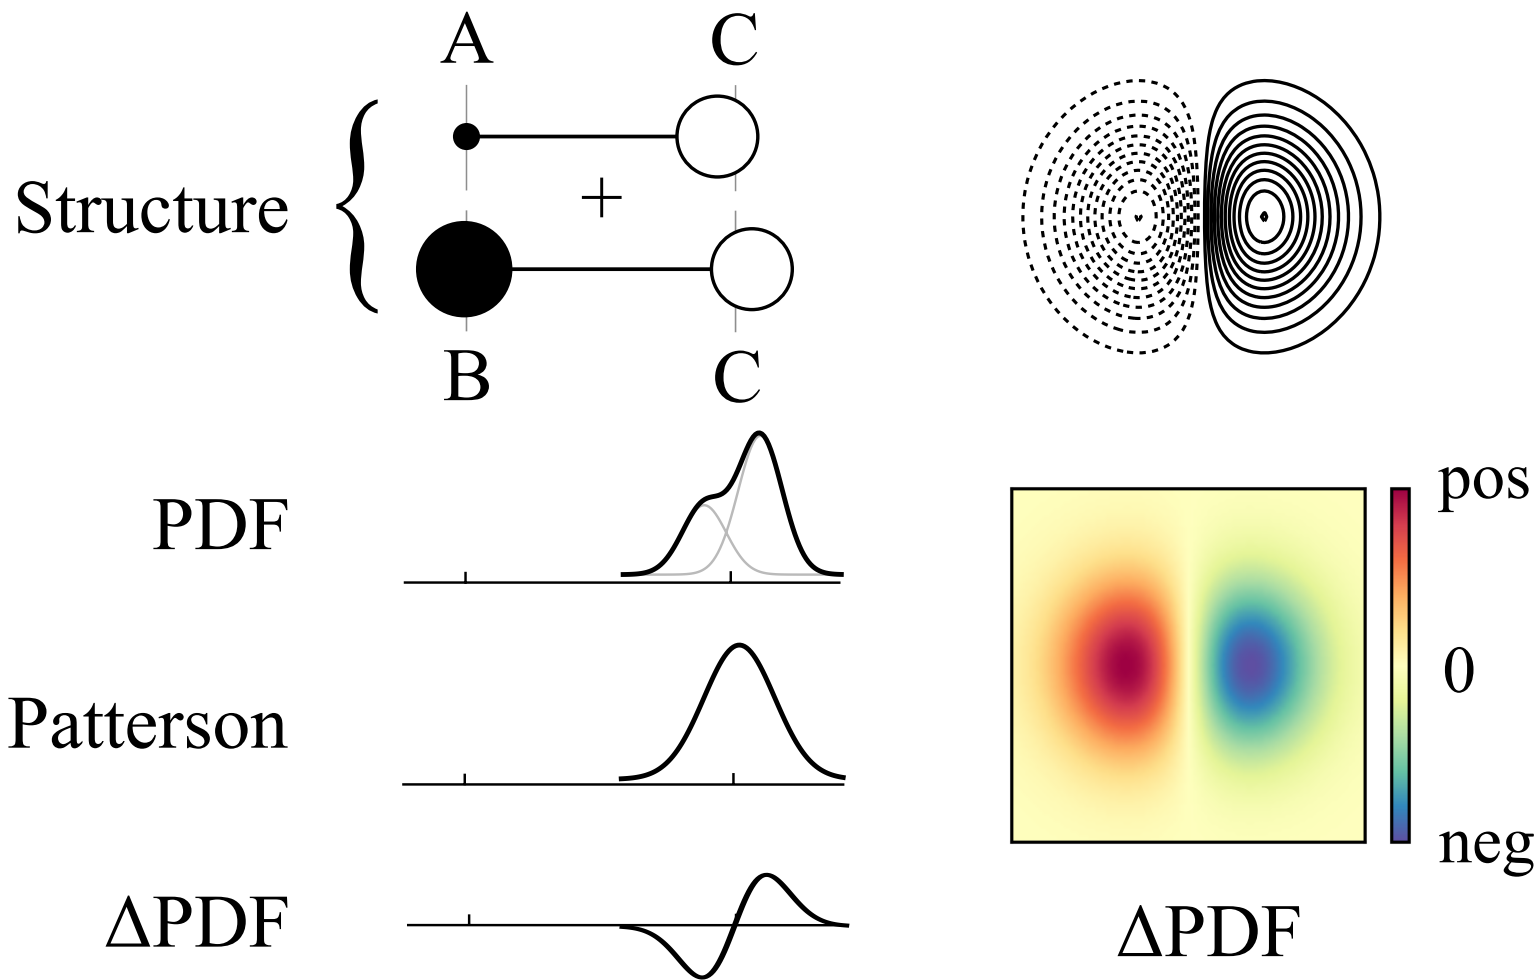 A C
Structure
+
B C
PDF
Patterson
ΔPDF
pos
0
neg
ΔPDF